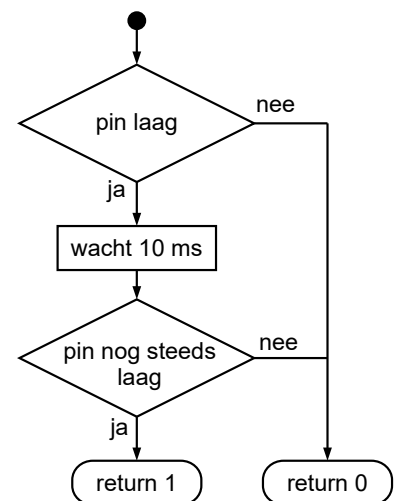 pin laag
nee
ja
wacht 10 ms
pin nog steeds
laag
nee
ja
return 1
return 0